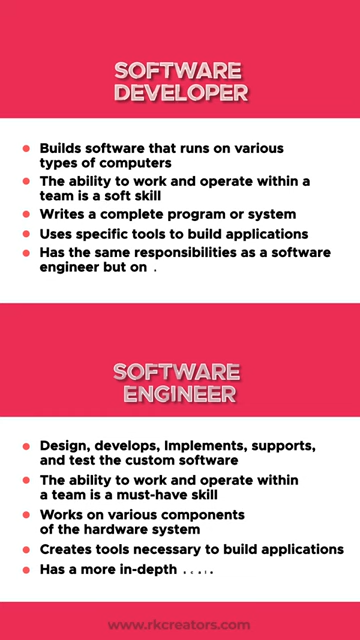 SOFTWARE
DEVELOPER
Builds software that runs on various
types of computers
The ability to work and operate within a
team is a soft skill
Writes a complete program or system
Uses specific tools to build applications
Has the same responsibilities as a software
engineer but on
SOFTWARE
ENGINEER
Design, develops, Implements, supports,
and test the custom software
The ability to work and operate within
a team is a must-have skill
Works on various components
of the hardware system
Creates tools necessary to build applications
Has a more in-depth
www.rkcreators.com